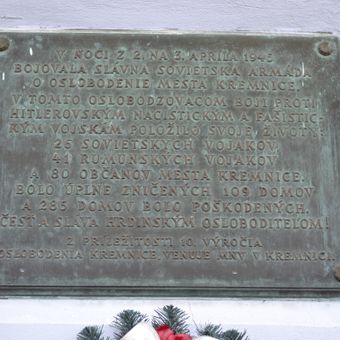 V NOCI Z 2. NA 3. APRÍLA 1945
BOJOVALA SLÁVNA SOVIETSKÁ ARMÁDA
O OSLOBODENIE MESTA KREMNICE.
V TOMTO OSLOBODZOVACOM BOJI PROTI
HITLEROVSKÝM NACISTICKÝM A FAŠISTIC-
KÝM VOJSKÁM POLOŽILO SVOJE ŽIVOTY:
26 SOVIETSKÝCH VOJAKOV
41 RUMUNSKÝCH VOJAKOV
A 80 OBČANOV MESTA KREMNICE.
BOLO ÚPLNE ZNIČENÝCH 109 DOMOV
A 285 DOMOV BOLO POŠKODENÝCH.
ČESŤ A SLÁVA HRDINSKÝM OSLOBODITEĽOM!
Z PRÍLEŽITOSTI 10. VÝROČIA
OSLOBODENIA KREMNICE, VENUJE MNV V KREMNICI.